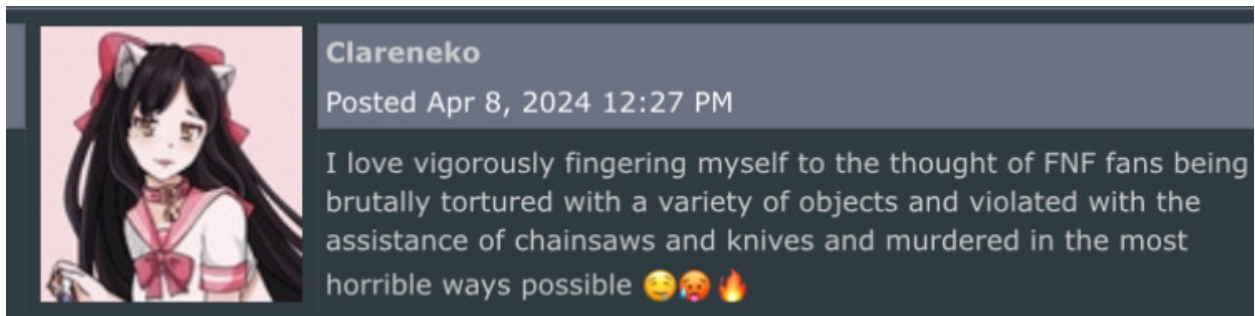 Clareneko
Posted Apr 8, 2024 12:27 PM
I love vigorously fingering myself to the thought of FNF fans being
brutally tortured with a variety of objects and violated with the
assistance of chainsaws and knives and murdered in the most
horrible ways possible 🤤🥵🔥